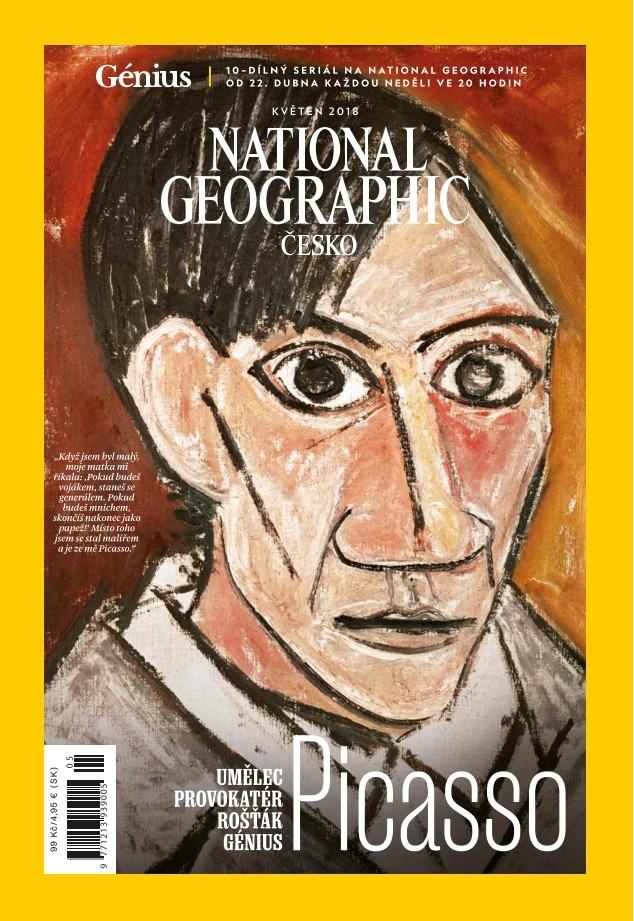 Génius
10-DÍLNÝ SERIÁL NA NATIONAL GEOGRAPHIC
OD 22. DUBNA KAŽDOU NEDĚLI VE 20 HODIN
KVĚTEN 2018
NATIONAL
GEOGRAPHIC
ČESKO
„Když jsem byl malý,
moje matka mi
říkala: ‚Pokud budeš
vojákem, staneš se
generálem. Pokud
budeš mnichem,
skončíš nakonec jako
papež!‘ Místo toho
jsem se stal malířem
a je ze mě Picasso.“
UMĚLEC
PROVOKATÉR
ROŠŤÁK
GÉNIUS
Picasso
99 Kč/4,95 € (SK)
05
9 771213 939005